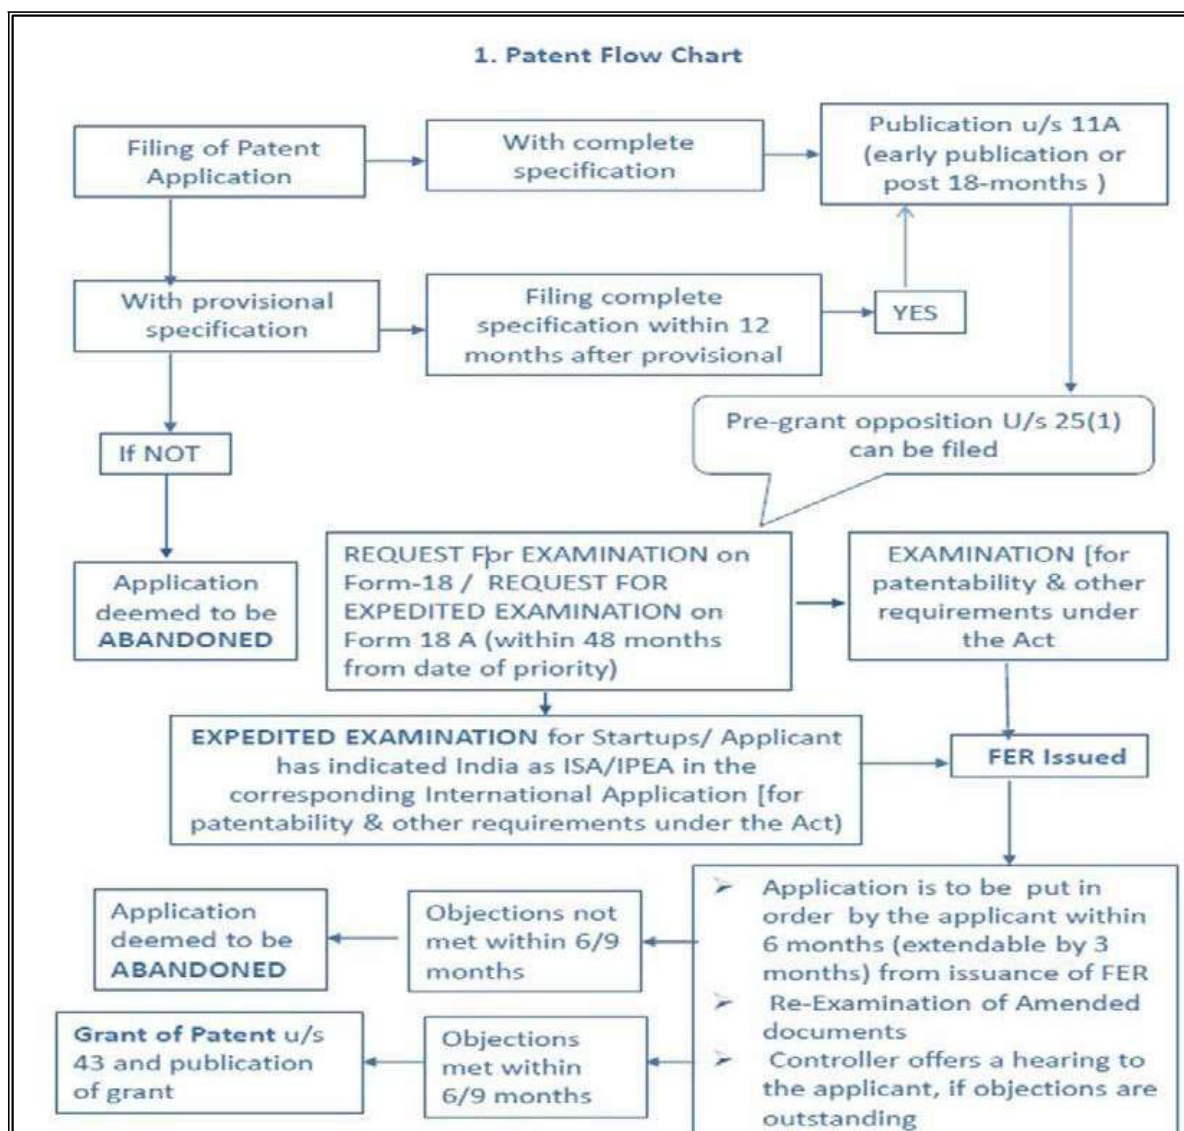 1. Patent Flow Chart
Filing of Patent
Application
With complete
specification
Publication u/s 11A
(early publication or
post 18-months )
With provisional
specification
Filing complete
specification within 12
months after provisional
YES
If NOT
Pre-grant opposition U/s 25(1)
can be filed
Application
deemed to be
ABANDONED
REQUEST For EXAMINATION on
Form-18 / REQUEST FOR
EXPEDITED EXAMINATION on
Form 18 A (within 48 months
from date of priority)
EXAMINATION [for
patentability & other
requirements under
the Act
EXPEDITED EXAMINATION for Startups/ Applicant
has indicated India as ISA/IPEA in the
corresponding International Application [for
patentability & other requirements under the Act)
FER Issued
➢ Application is to be put in
order by the applicant within
6 months (extendable by 3
months) from issuance of FER
➢ Re-Examination of Amended
documents
➢ Controller offers a hearing to
the applicant, if objections are
outstanding
Objections not
met within 6/9
months
Application
deemed to be
ABANDONED
Objections
met within
6/9 months
Grant of Patent u/s
43 and publication
of grant